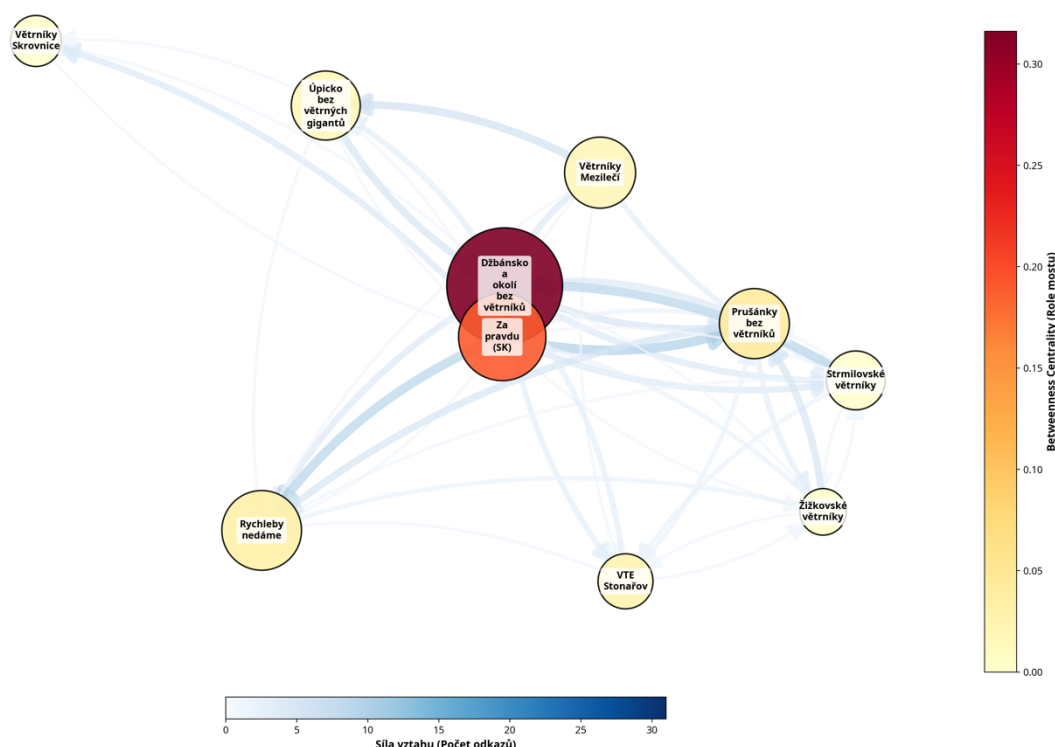 Větrníky
Skrovnice
Úpicko
bez
větrných
gigantů
Větrníky
Mezilečí
Džbánsko
a
okolí
bez
větrníků
Za
pravdu
(SK)
Prušánky
bez
větrníků
Strmilovské
větrníky
Žižkovské
větrníky
Rychleby
nedáme
VTE
Stonařov
0.30
0.25
0.20
0.15
0.10
0.05
0.00
Betweenness Centrality (Role mostu)
0
5
10
15
20
25
30
Síla vztahu (Počet odkazů)